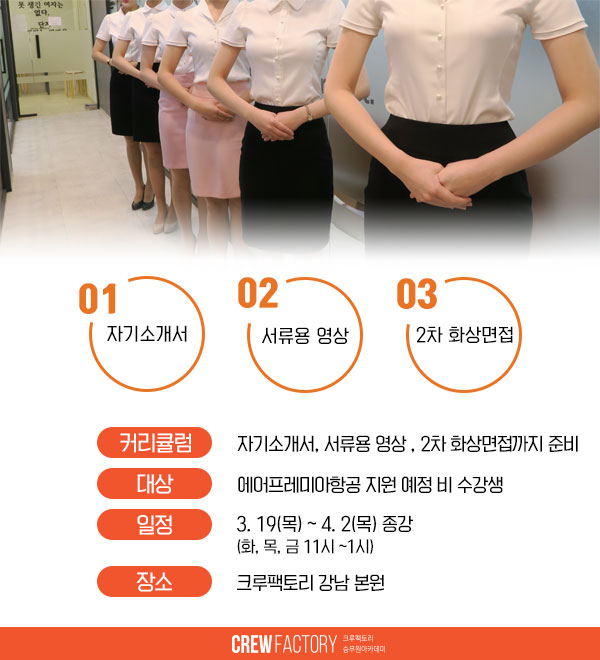 못 생긴 여자는
없다.
01
자기소개서
02
서류용 영상
03
2차 화상면접
커리큘럼
자기소개서, 서류용 영상 , 2차 화상면접까지 준비
대상
에어프레미아항공 지원 예정 비 수강생
일정
3. 19(목) ~ 4. 2(목) 종강
(화, 목, 금 11시 ~1시)
장소
크루팩토리 강남 본원
CREW FACTORY
크루팩토리
승무원아카데미